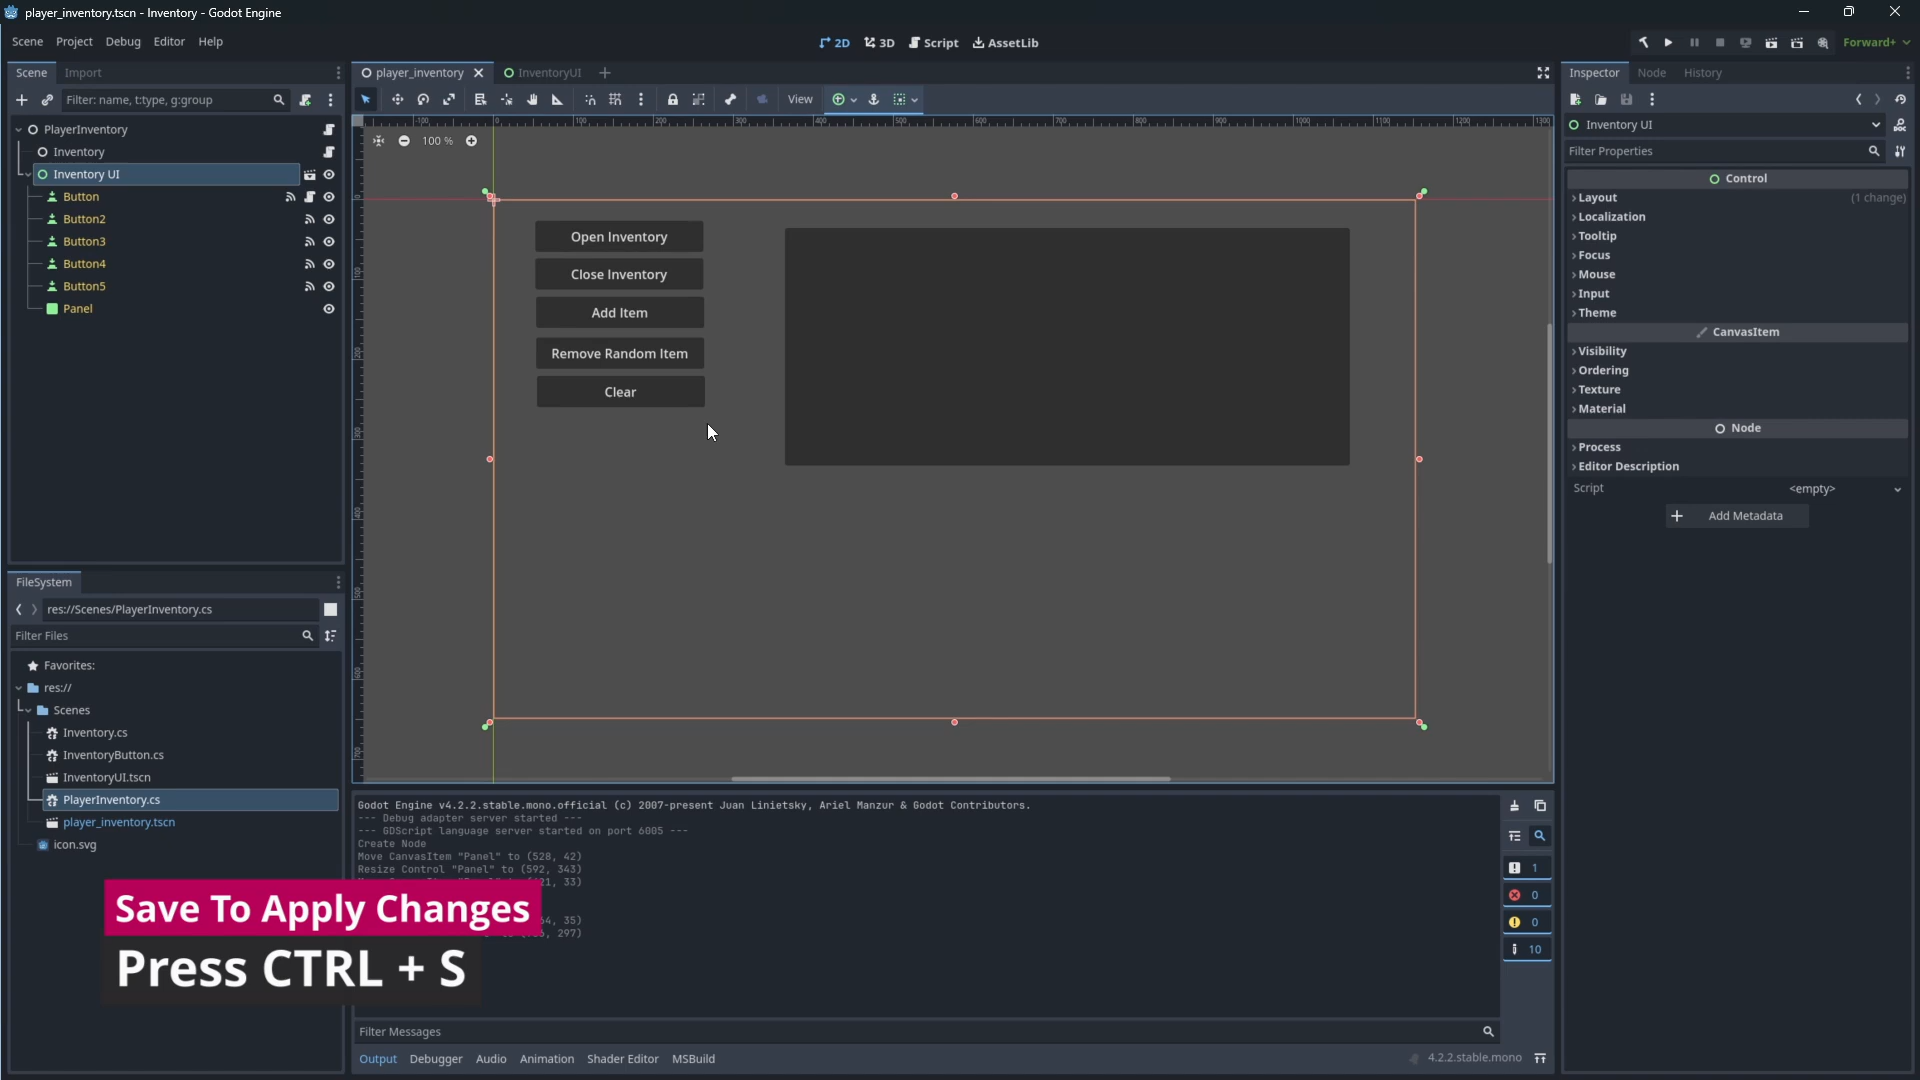 player_inventory.tscn - Inventory - Godot Engine
Scene Project Debug Editor Help
2D 3D Script AssetLib
Forward+
Scene Import
Filter: name, t:type, g:group
PlayerInventory
Inventory
Inventory UI
Button
Button2
Button3
Button4
Button5
Panel
FileSystem
res://Scenes/PlayerInventory.cs
Filter Files
Favorites:
res://
Scenes
Inventory.cs
InventoryButton.cs
InventoryUI.tscn
PlayerInventory.cs
player_inventory.tscn
icon.svg
player_inventory InventoryUI
View
100 %
Open Inventory
Close Inventory
Add Item
Remove Random Item
Clear
Godot Engine v4.2.2.stable.mono.official (c) 2007-present Juan Linietsky, Ariel Manzur & Godot Contributors.
--- Debug adapter server started ---
--- GDScript language server started on port 6005 ---
Create Node
Move CanvasItem "Panel" to (528, 42)
Resize Control "Panel" to (592, 343)
21, 33)
64, 35)
297)
1
0
0
10
Filter Messages
Output Debugger Audio Animation Shader Editor MSBuild
4.2.2.stable.mono
Inspector Node History
Inventory UI
Filter Properties
Control
Layout (1 change)
Localization
Tooltip
Focus
Mouse
Input
Theme
CanvasItem
Visibility
Ordering
Texture
Material
Node
Process
Editor Description
Script <empty>
Add Metadata
Save To Apply Changes
Press CTRL + S